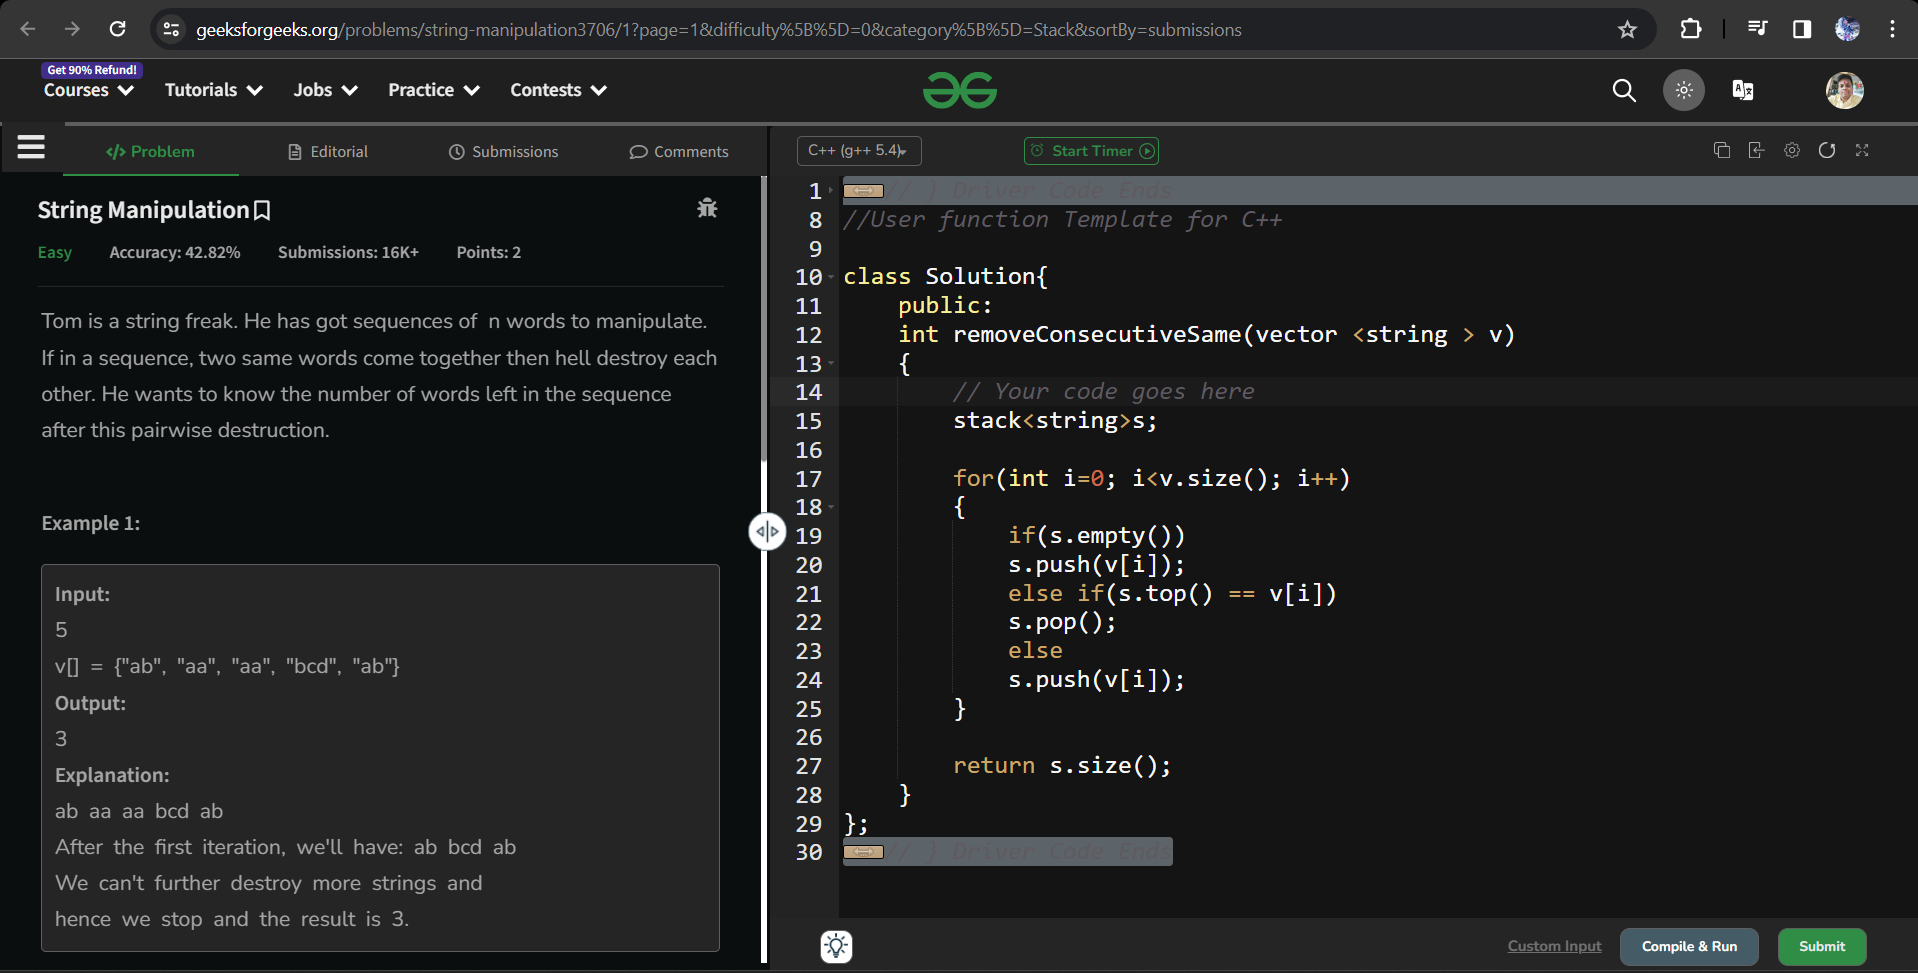 geeksforgeeks.org/problems/string-manipulation3706/1?page=1&difficulty%5B%5D=0&category%5B%5D=Stack&sortBy=submissions
Get 90% Refund!
Courses Tutorials Jobs Practice Contests
</> Problem Editorial Submissions Comments
String Manipulation
Easy Accuracy: 42.82% Submissions: 16K+ Points: 2
Tom is a string freak. He has got sequences of n words to manipulate.
If in a sequence, two same words come together then hell destroy each
other. He wants to know the number of words left in the sequence
after this pairwise destruction.
Example 1:
Input:
5
v[] = {"ab", "aa", "aa", "bcd", "ab"}
Output:
3
Explanation:
ab aa aa bcd ab
After the first iteration, we'll have: ab bcd ab
We can't further destroy more strings and
hence we stop and the result is 3.
C++ (g++ 5.4) Start Timer
1 // } Driver Code Ends
8 //User function Template for C++
9
10 class Solution{
11 public:
12 int removeConsecutiveSame(vector <string > v)
13 {
14 // Your code goes here
15 stack<string>s;
16
17 for(int i=0; i<v.size(); i++)
18 {
19 if(s.empty())
20 s.push(v[i]);
21 else if(s.top() == v[i])
22 s.pop();
23 else
24 s.push(v[i]);
25 }
26
27 return s.size();
28 }
29 };
30 // } Driver Code Ends
Custom Input Compile & Run Submit